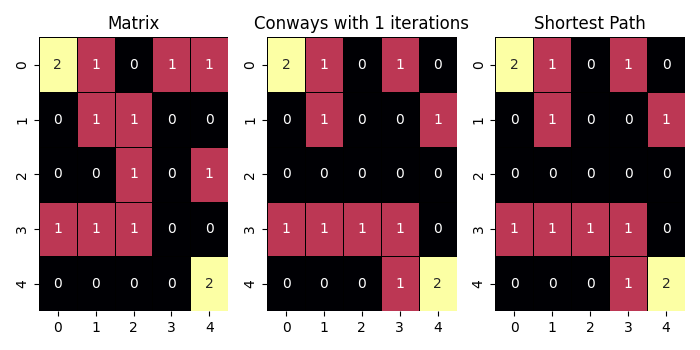 Matrix Conways with 1 iterations Shortest Path
0 2 1 0 1 1 0 2 1 0 1 0 0 2 1 0 1 0
1 0 1 1 0 0 1 0 1 0 0 1 1 0 1 0 0 1
2 0 0 1 0 1 2 0 0 0 0 0 2 0 0 0 0 0
3 1 1 1 0 0 3 1 1 1 1 0 3 1 1 1 1 0
4 0 0 0 0 2 4 0 0 0 1 2 4 0 0 0 1 2
0 1 2 3 4 0 1 2 3 4 0 1 2 3 4